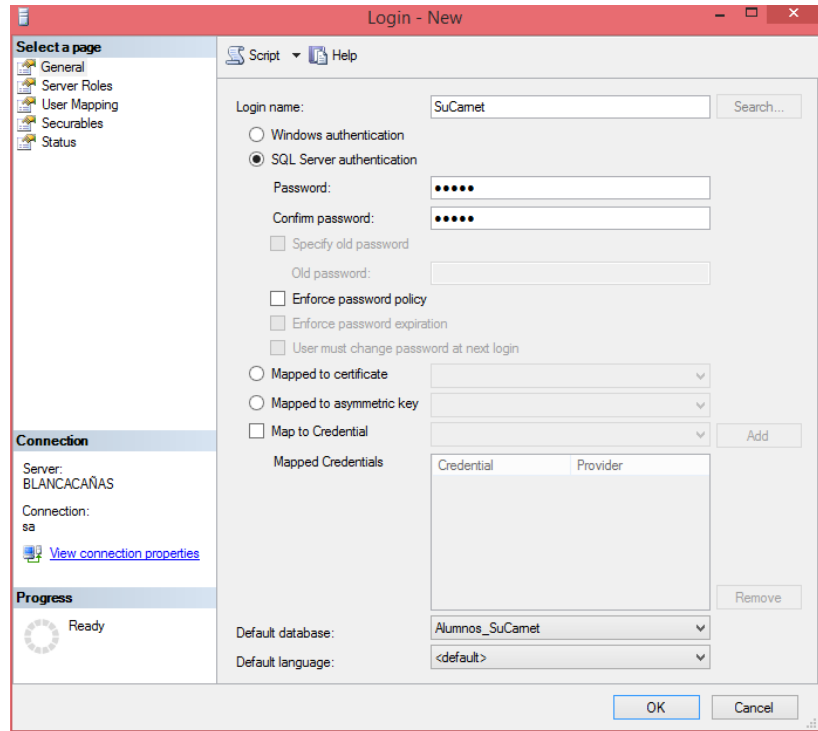 Login - New
Select a page
General
Server Roles
User Mapping
Securables
Status
Script
Help
Login name:
SuCarnet
Search...
Windows authentication
SQL Server authentication
Password:
●●●●●
Confirm password:
●●●●●
Specify old password
Old password:
Enforce password policy
Enforce password expiration
User must change password at next login
Mapped to certificate
Mapped to asymmetric key
Map to Credential
Add
Mapped Credentials
Credential Provider
Remove
Default database:
Alumnos_SuCarnet
Default language:
<default>
Connection
Server:
BLANCACAÑAS
Connection:
sa
View connection properties
Progress
Ready
OK
Cancel